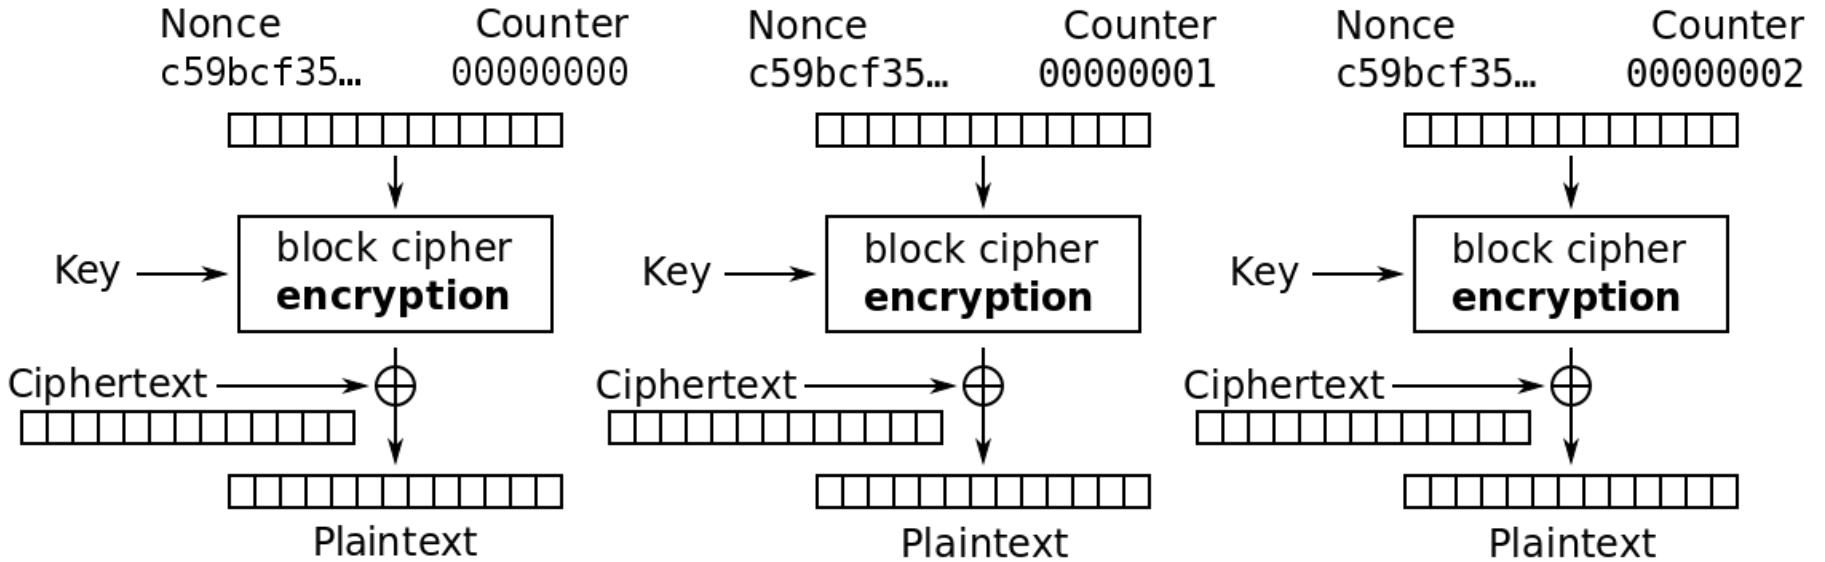 Nonce Counter
c59bcf35… 00000000
Key
block cipher
encryption
Ciphertext
Plaintext
Nonce Counter
c59bcf35… 00000001
Key
block cipher
encryption
Ciphertext
Plaintext
Nonce Counter
c59bcf35… 00000002
Key
block cipher
encryption
Ciphertext
Plaintext